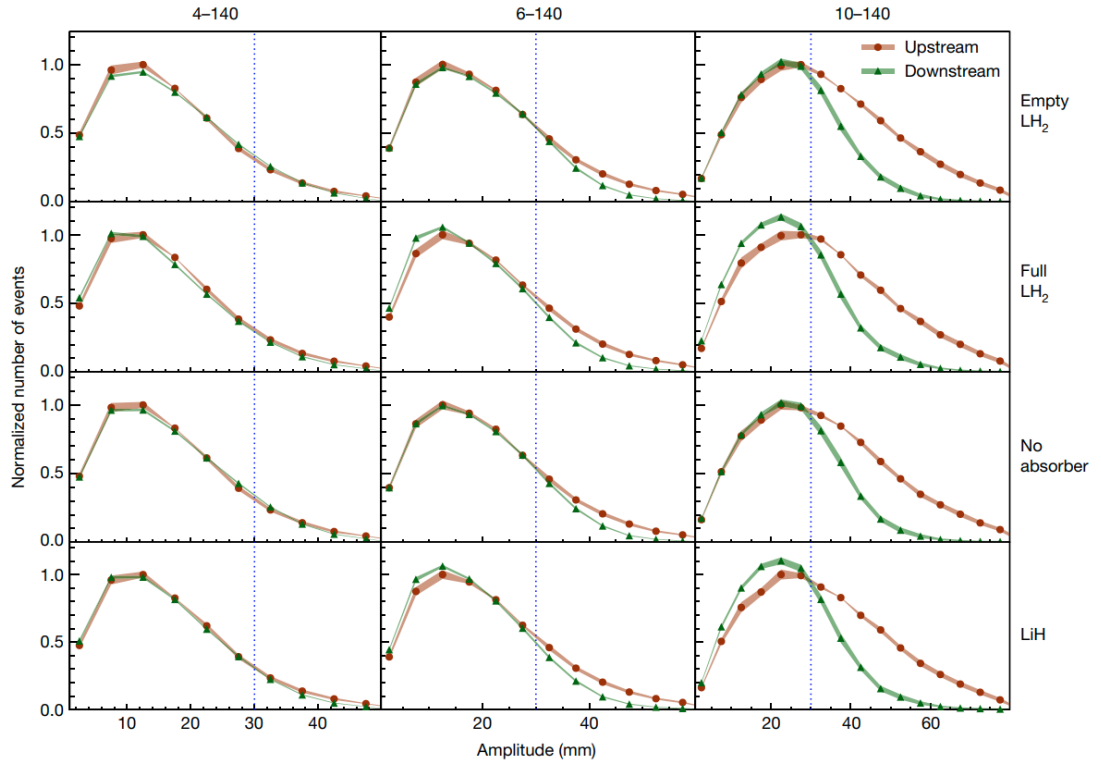 4–140 6–140 10–140
Upstream
Downstream
1.0
0.5
0.0
Empty
LH2
1.0
0.5
0.0
Full
LH2
1.0
0.5
0.0
No
absorber
1.0
0.5
0.0
LiH
10 20 30 40 20 40 20 40 60
Amplitude (mm)
Normalized number of events